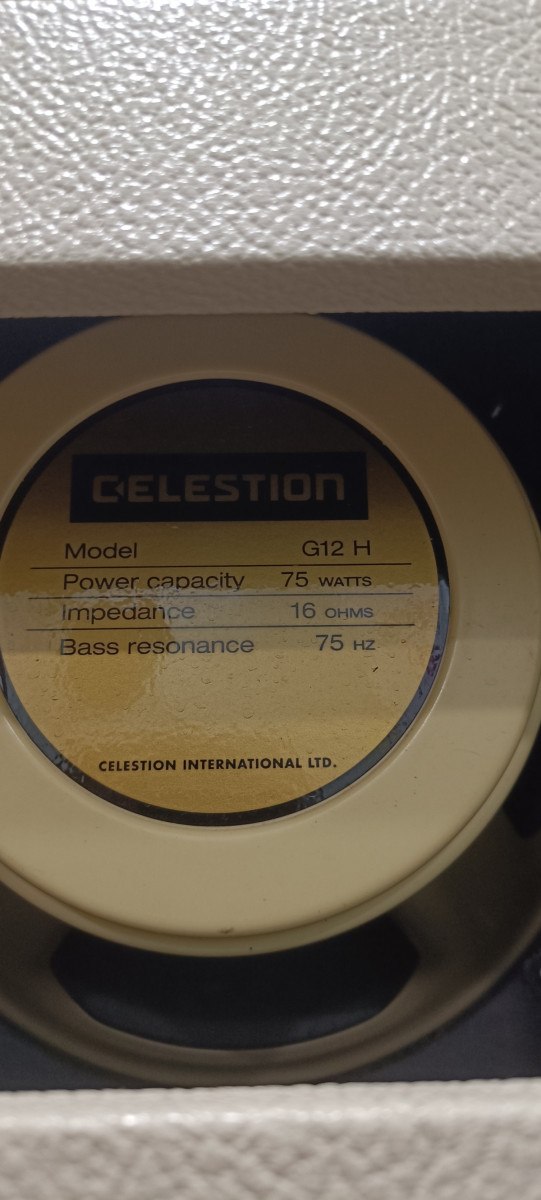 CELESTION
Model G12 H
Power capacity 75 WATTS
Impedance 16 OHMS
Bass resonance 75 HZ
CELESTION INTERNATIONAL LTD.